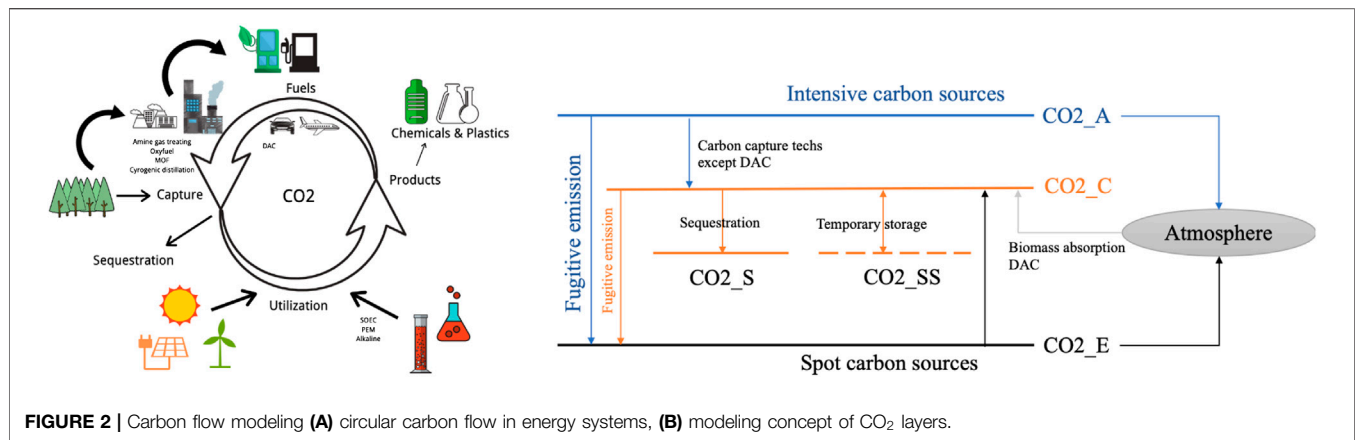 Fuels
DAC
Chemicals & Plastics
Amine gas treating
Oxyfuel
MOF
Cyrogenic distillation
Products
Capture
CO2
Sequestration
Utilization
SOEC
PEM
Alkaline
Intensive carbon sources
CO2_A
Carbon capture techs
except DAC
CO2_C
Fugitive emission
Fugitive emission
Sequestration
Temporary storage
CO2_S
CO2_SS
Atmosphere
Biomass absorption
DAC
CO2_E
Spot carbon sources
FIGURE 2 | Carbon flow modeling (A) circular carbon flow in energy systems, (B) modeling concept of CO₂ layers.